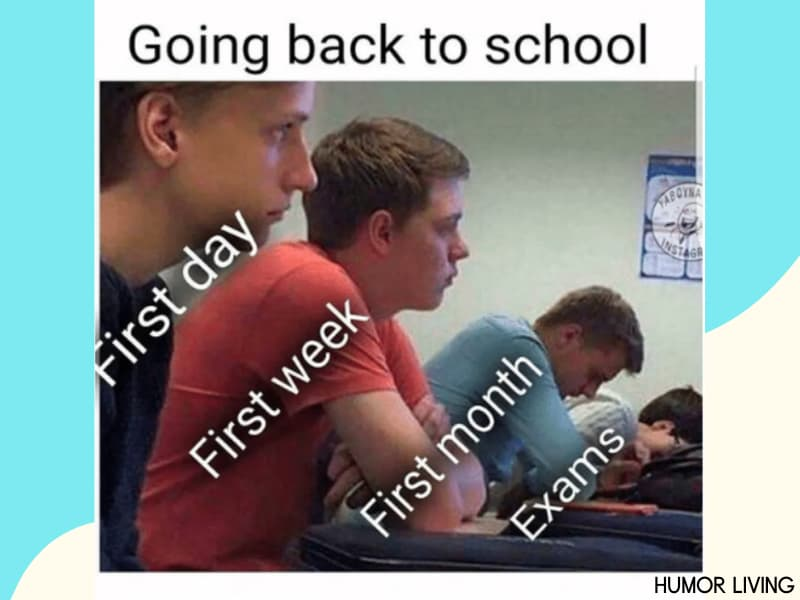 Going back to school
First day
First week
First month
Exams
HUMOR LIVING